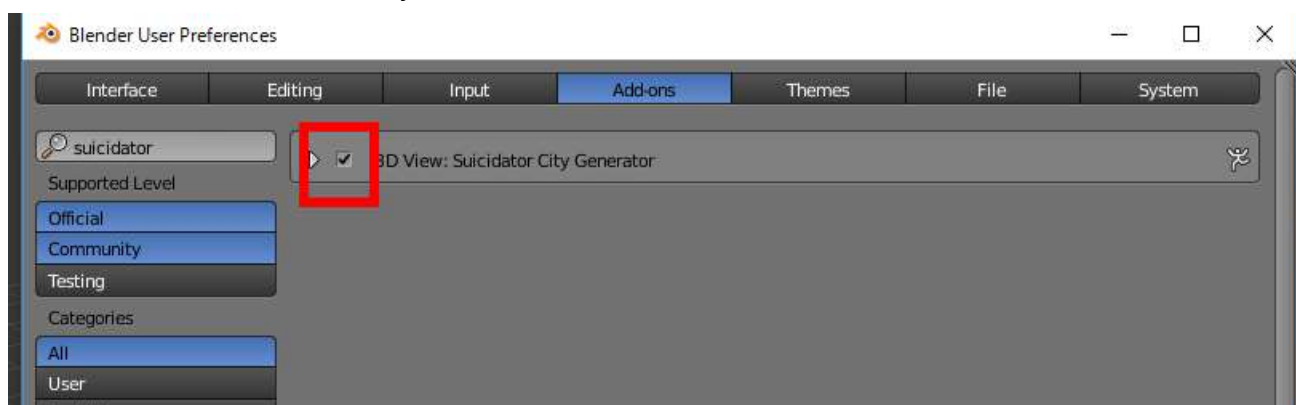 Blender User Preferences
Interface Editing Input Add-ons Themes File System
suicidator
3D View: Suicidator City Generator
Supported Level
Official
Community
Testing
Categories
All
User